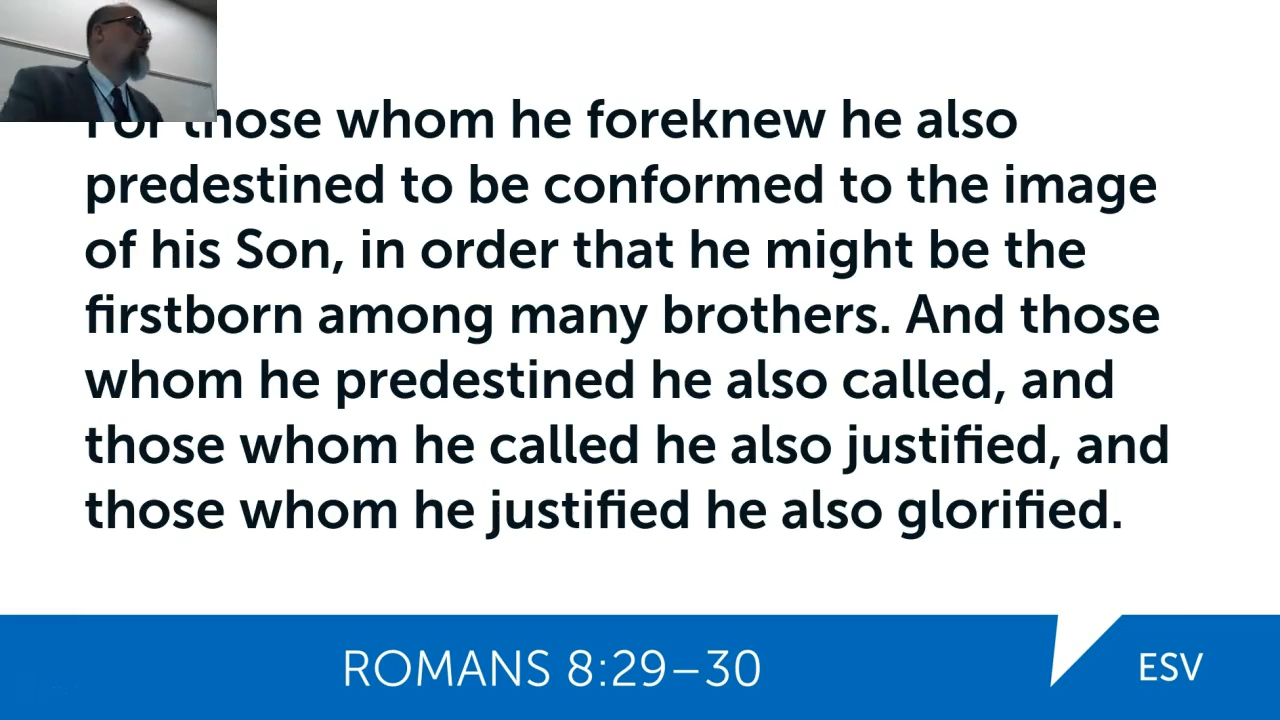 For those whom he foreknew he also
predestined to be conformed to the image
of his Son, in order that he might be the
firstborn among many brothers. And those
whom he predestined he also called, and
those whom he called he also justified, and
those whom he justified he also glorified.
ROMANS 8:29–30
ESV